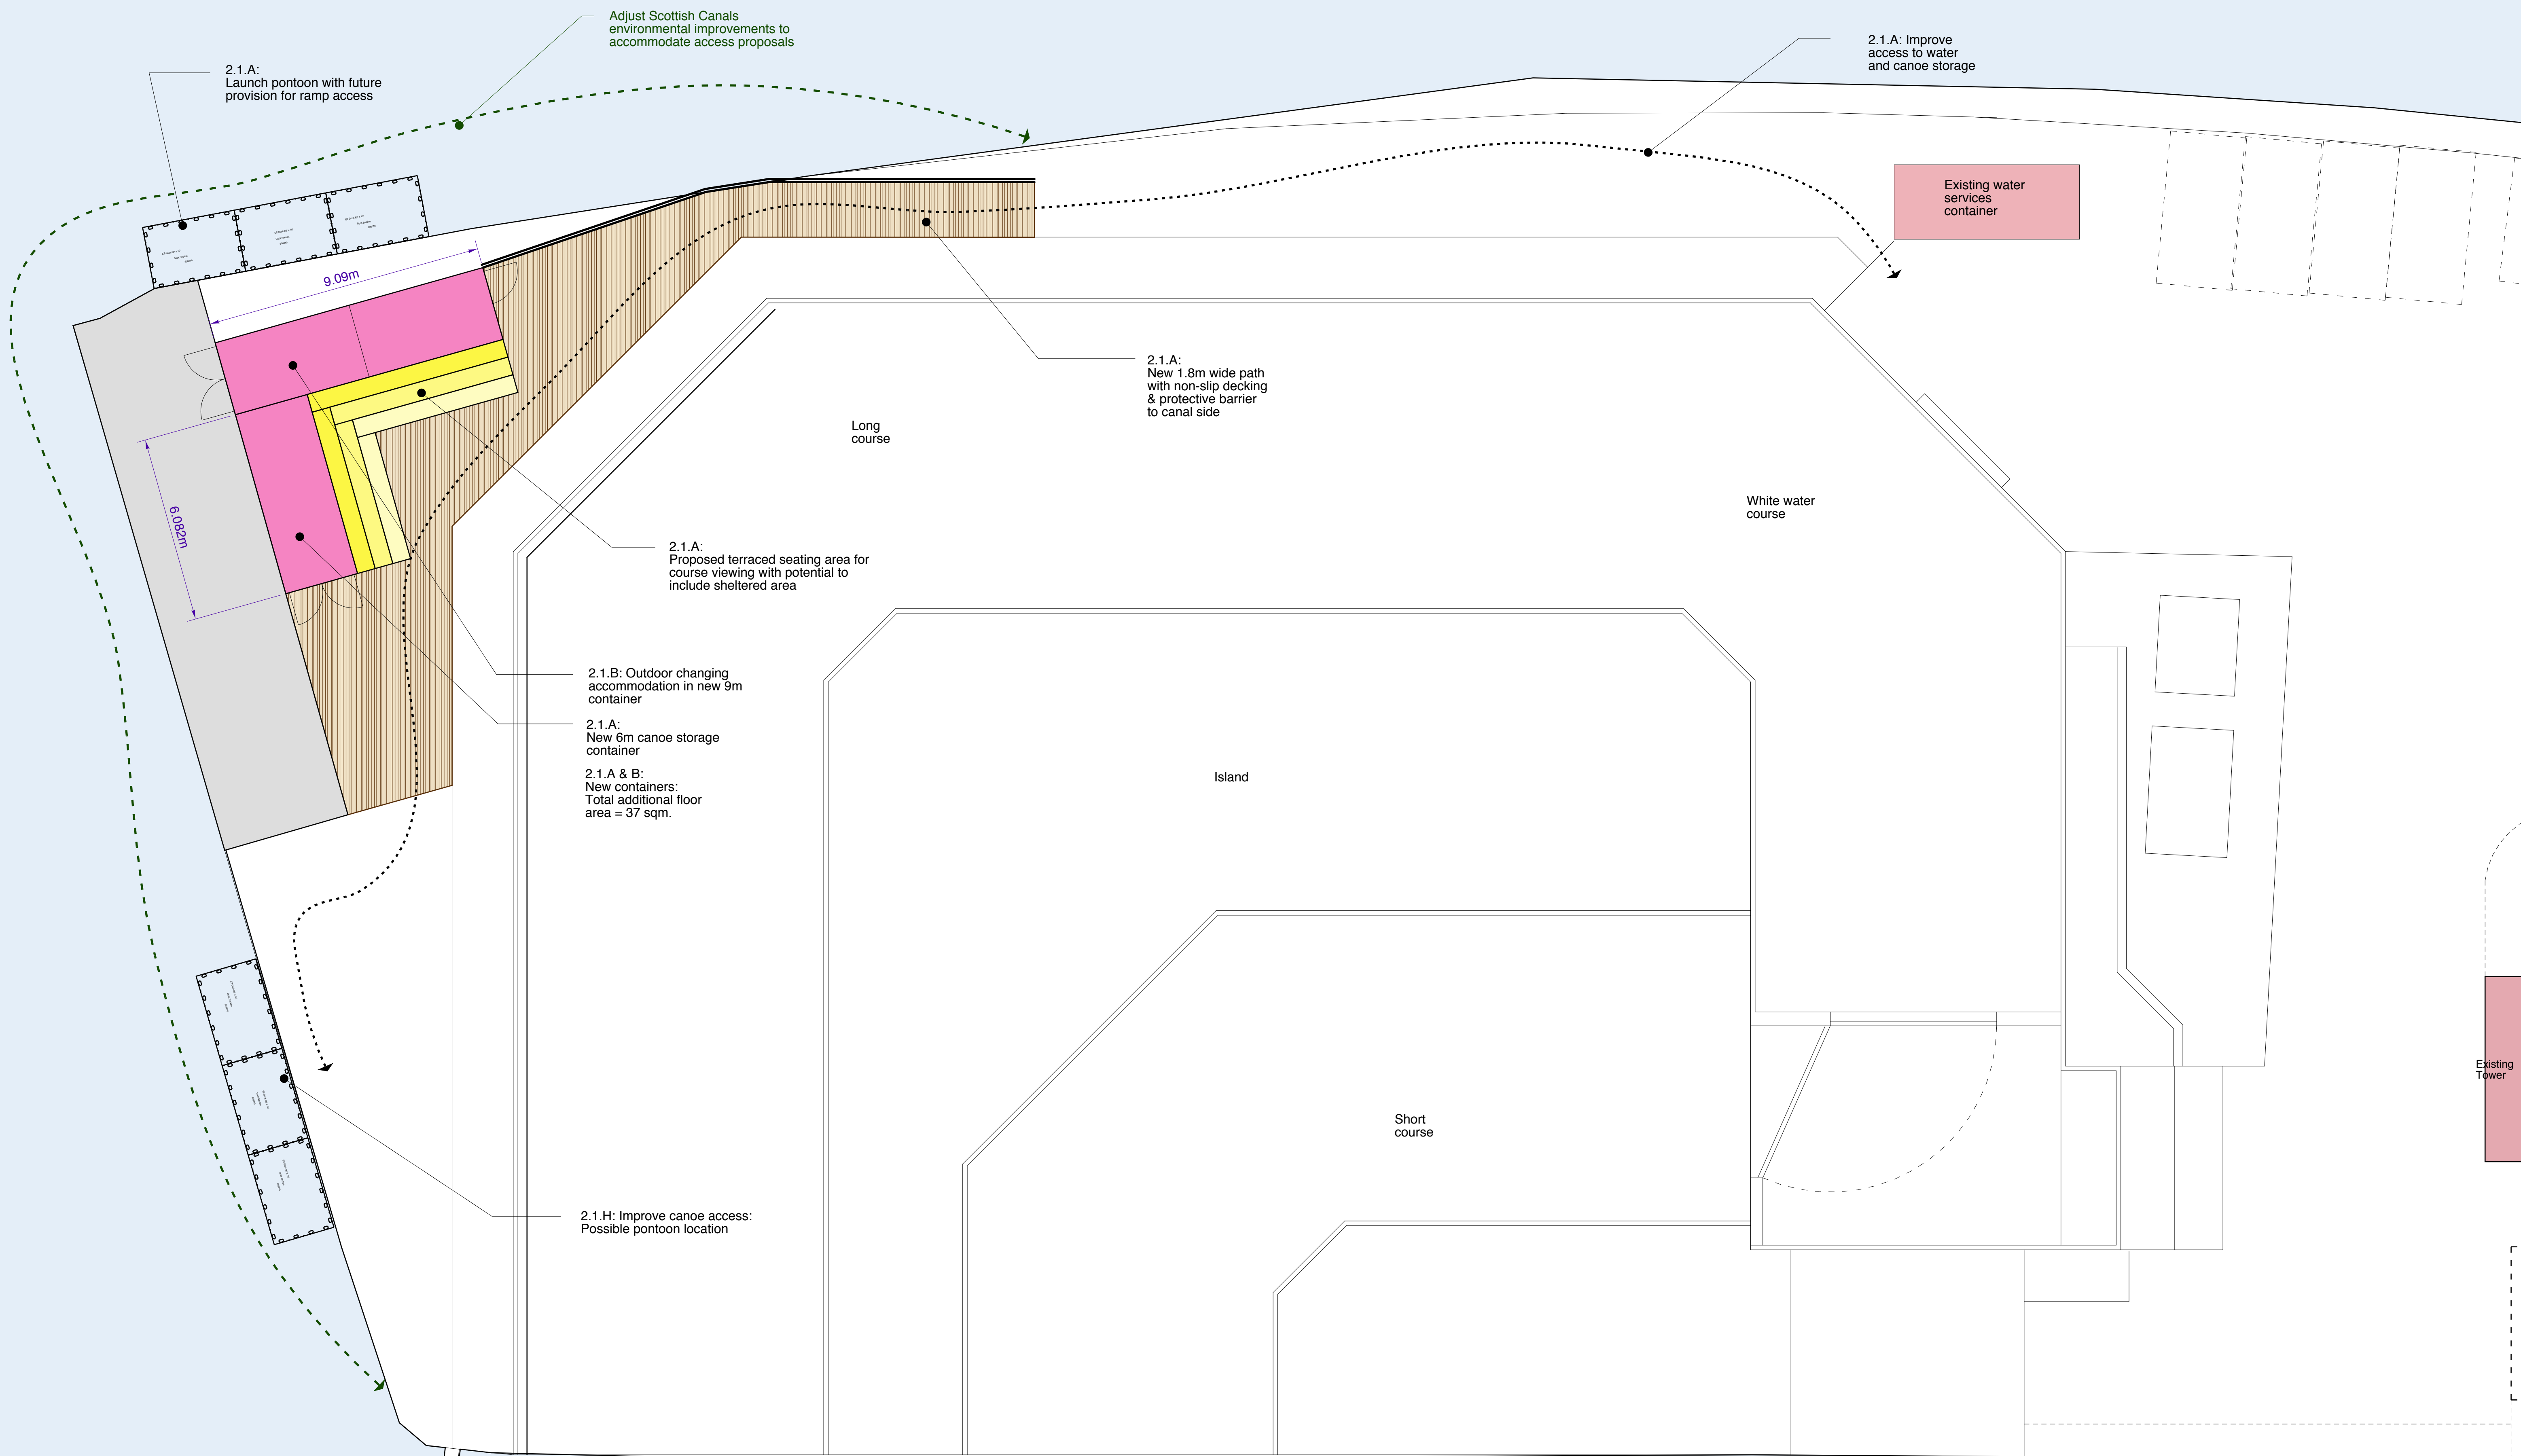 Adjust Scottish Canals
environmental improvements to
accommodate access proposals
2.1.A:
Launch pontoon with future
provision for ramp access
2.1.A: Improve
access to water
and canoe storage
Existing water
services
container
9.09m
2.1.A:
New 1.8m wide path
with non-slip decking
& protective barrier
to canal side
Long
course
White water
course
6.082m
2.1.A:
Proposed terraced seating area for
course viewing with potential to
include sheltered area
2.1.B: Outdoor changing
accommodation in new 9m
container
2.1.A:
New 6m canoe storage
container
2.1.A & B:
New containers:
Total additional floor
area = 37 sqm.
Island
Existing
Tower
Short
course
2.1.H: Improve canoe access:
Possible pontoon location